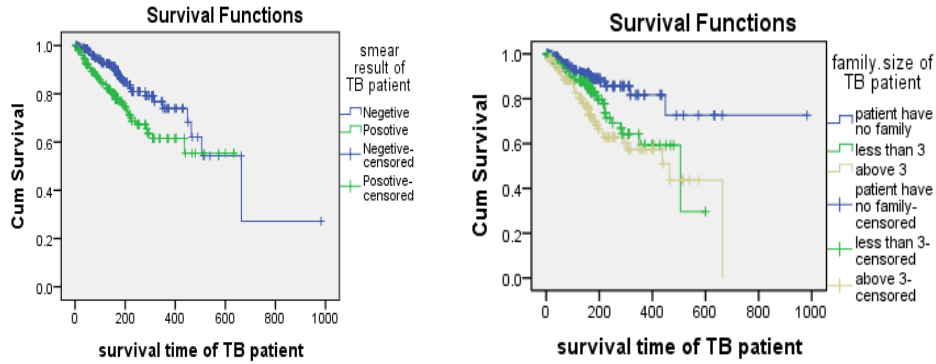 Survival Functions
Cum Survival
1.0
0.8
0.6
0.4
0.2
0.0
0
200
400
600
800
1000
survival time of TB patient
smear
result of
TB patient
Negetive
Posotive
Negetive-
censored
Posotive-
censored
Survival Functions
Cum Survival
1.0
0.8
0.6
0.4
0.2
0.0
0
200
400
600
800
1000
survival time of TB patient
family.size of
TB patient
patient have
no family
less than 3
above 3
patient have
no family-
censored
less than 3-
censored
above 3-
censored